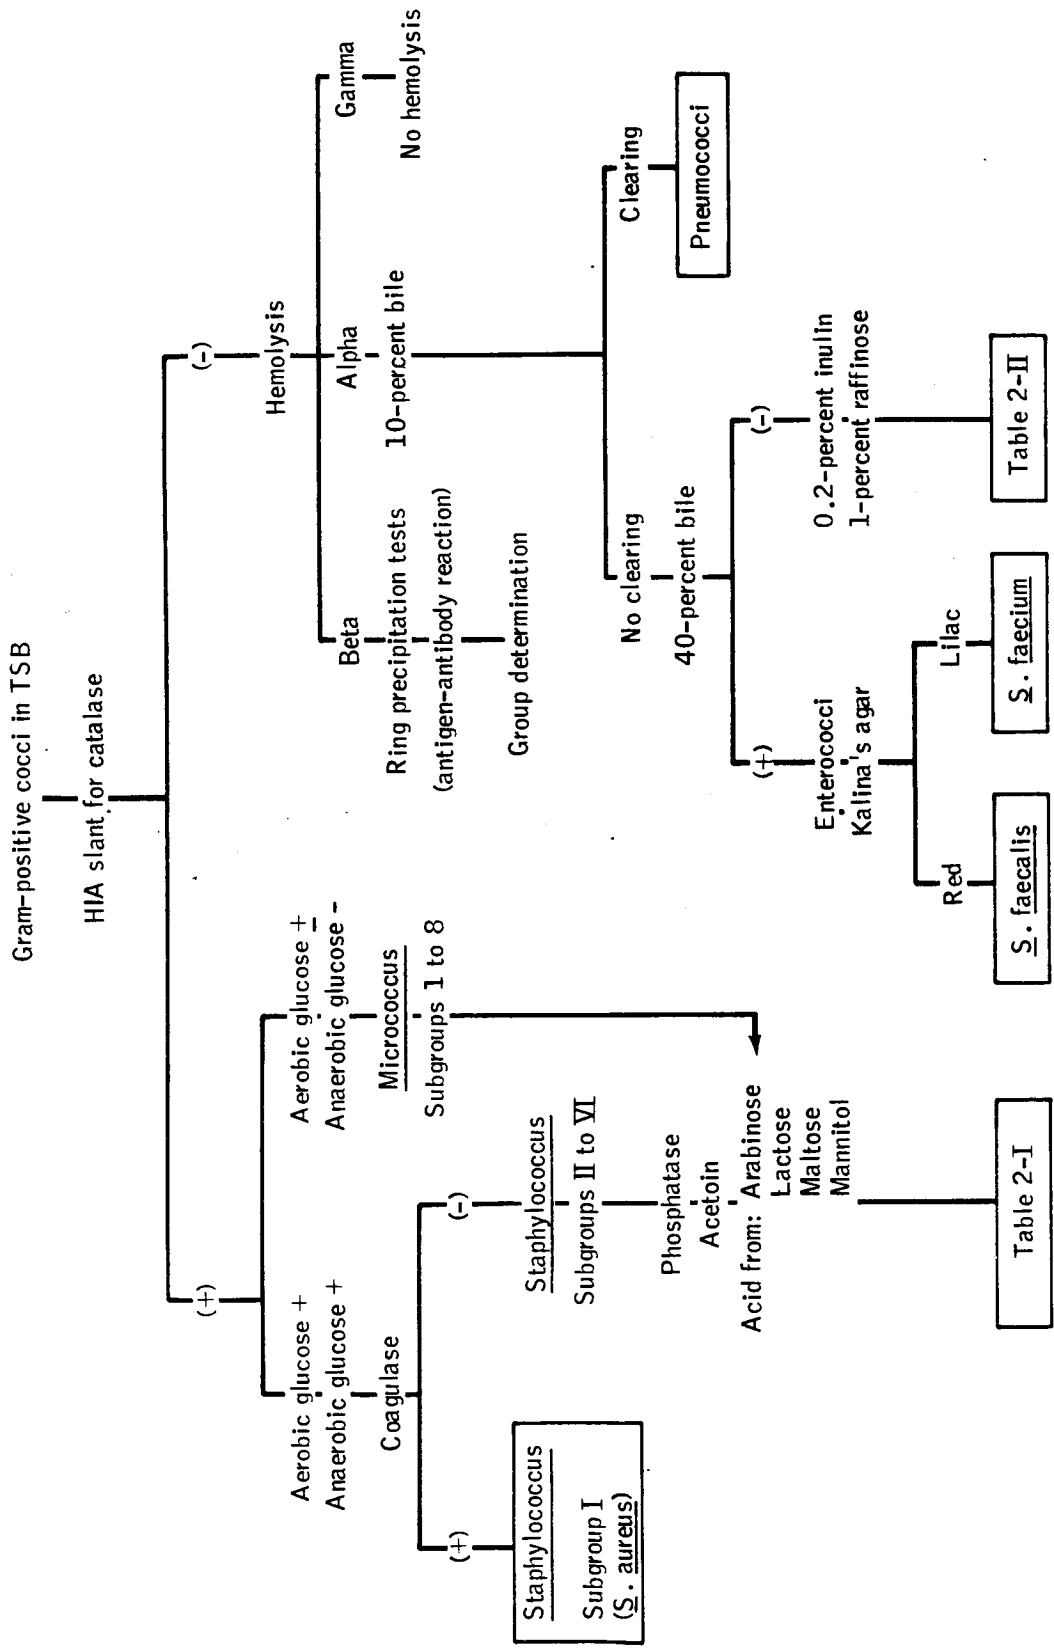 Gram-positive cocci in TSB
HIA slant for catalase
(+)
Aerobic glucose +
Anaerobic glucose +
Coagulase
(+)
Staphylococcus
Subgroup I
(S. aureus)
(-)
Staphylococcus
Subgroups II to VI
Phosphatase
Acetoin
Acid from: Arabinose
Lactose
Maltose
Mannitol
Table 2-I
Aerobic glucose ±
Anaerobic glucose -
Micrococcus
Subgroups 1 to 8
(-)
Hemolysis
Beta
Ring precipitation tests
(antigen-antibody reaction)
Group determination
Alpha
10-percent bile
No clearing
40-percent bile
(+)
Enterococci
Kalina's agar
Red
S. faecalis
Lilac
S. faecium
(-)
0.2-percent inulin
1-percent raffinose
Table 2-II
Clearing
Pneumococci
Gamma
No hemolysis